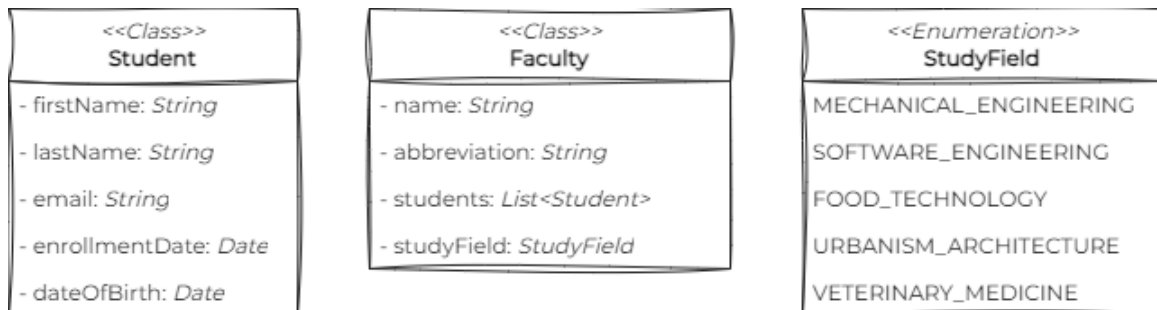 <<Class>>
Student
- firstName: String
- lastName: String
- email: String
- enrollmentDate: Date
- dateOfBirth: Date
<<Class>>
Faculty
- name: String
- abbreviation: String
- students: List<Student>
- studyField: StudyField
<<Enumeration>>
StudyField
MECHANICAL_ENGINEERING
SOFTWARE_ENGINEERING
FOOD_TECHNOLOGY
URBANISM_ARCHITECTURE
VETERINARY_MEDICINE